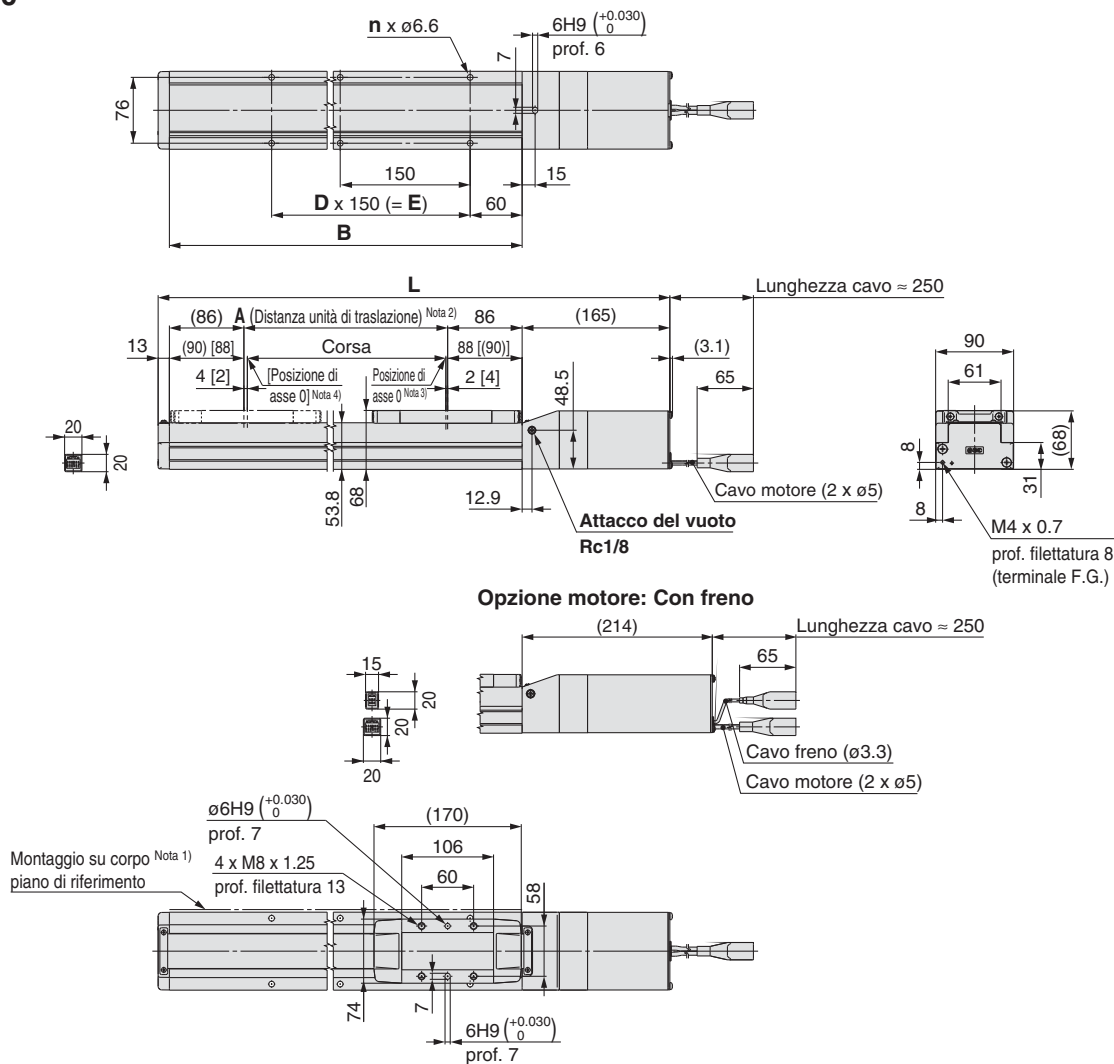 n x ø6.6
6H9 (+0.030 0)
prof. 6
7
76
150
15
D x 150 (= E)
60
B
L
Lunghezza cavo ≈ 250
(86)
A (Distanza unità di traslazione) Nota 2)
86
(165)
13
(90) [88]
Corsa
88 [(90)]
(3.1)
4 [2]
[Posizione di
asse 0] Nota 4)
Posizione di
asse 0 Nota 3)
2 [4]
48.5
65
90
61
20
20
53.8
68
12.9
Attacco del vuoto
Rc1/8
Cavo motore (2 x ø5)
8
8
31
(68)
M4 x 0.7
prof. filettatura 8
(terminale F.G.)
Opzione motore: Con freno
(214)
Lunghezza cavo ≈ 250
65
15
20
20
20
Cavo freno (ø3.3)
Cavo motore (2 x ø5)
ø6H9 (+0.030 0)
prof. 7
(170)
106
Montaggio su corpo Nota 1)
piano di riferimento
4 x M8 x 1.25
prof. filettatura 13
60
58
74
7
6H9 (+0.030 0)
prof. 7